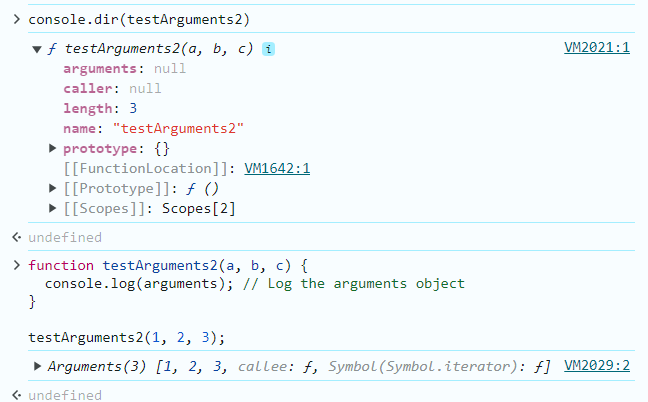 console.dir(testArguments2)
ƒ testArguments2(a, b, c) i VM2021:1
arguments: null
caller: null
length: 3
name: "testArguments2"
prototype: {}
[[FunctionLocation]]: VM1642:1
[[Prototype]]: ƒ ()
[[Scopes]]: Scopes[2]
undefined
function testArguments2(a, b, c) {
console.log(arguments); // Log the arguments object
}
testArguments2(1, 2, 3);
Arguments(3) [1, 2, 3, callee: ƒ, Symbol(Symbol.iterator): ƒ] VM2029:2
undefined